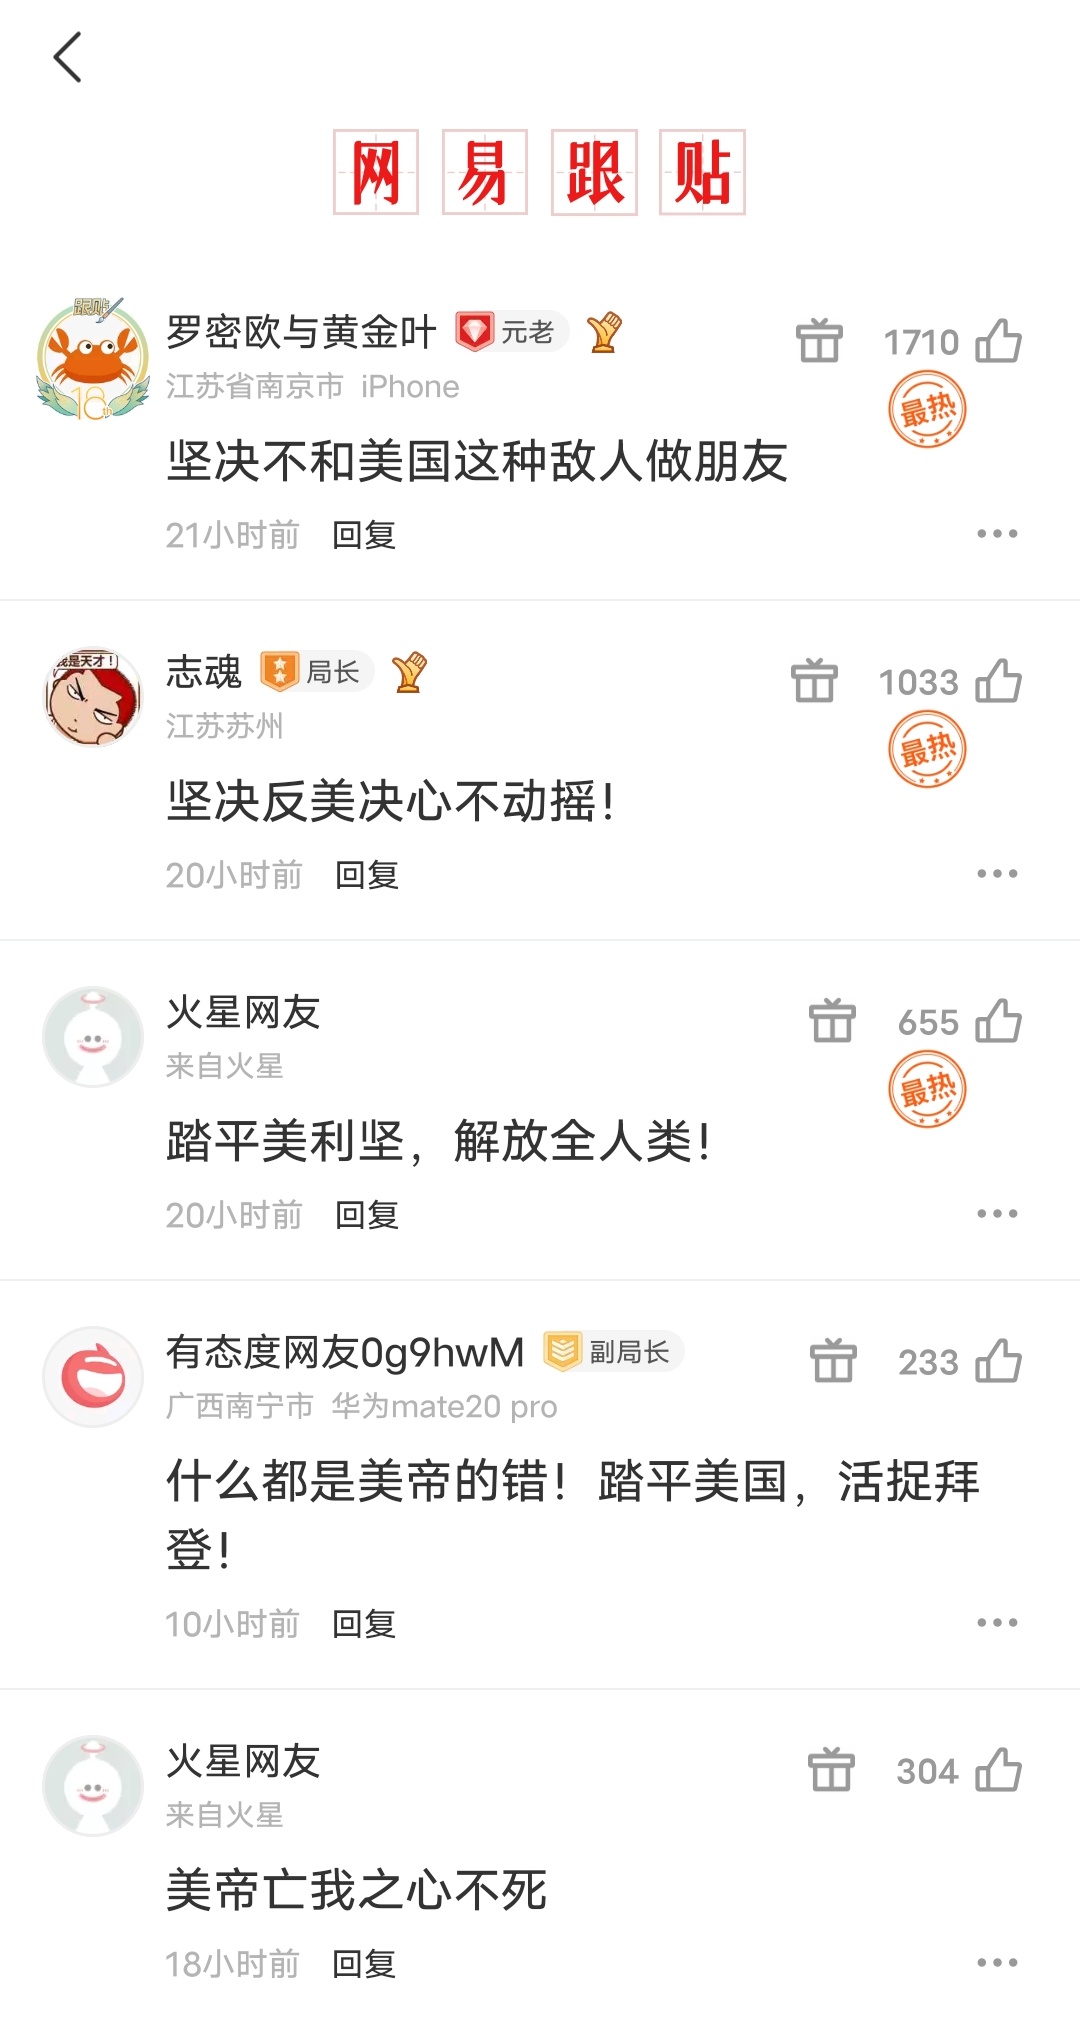 网易跟贴
跟贴
18th
罗密欧与黄金叶 元老 1710
江苏省南京市 iPhone
最热
坚决不和美国这种敌人做朋友
21小时前 回复
我是天才!
志魂 局长 1033
江苏苏州
最热
坚决反美决心不动摇!
20小时前 回复
火星网友 655
来自火星
最热
踏平美利坚，解放全人类!
20小时前 回复
有态度网友0g9hwM 副局长 233
广西南宁市 华为mate20 pro
什么都是美帝的错! 踏平美国，活捉拜
登!
10小时前 回复
火星网友 304
来自火星
美帝亡我之心不死
18小时前 回复